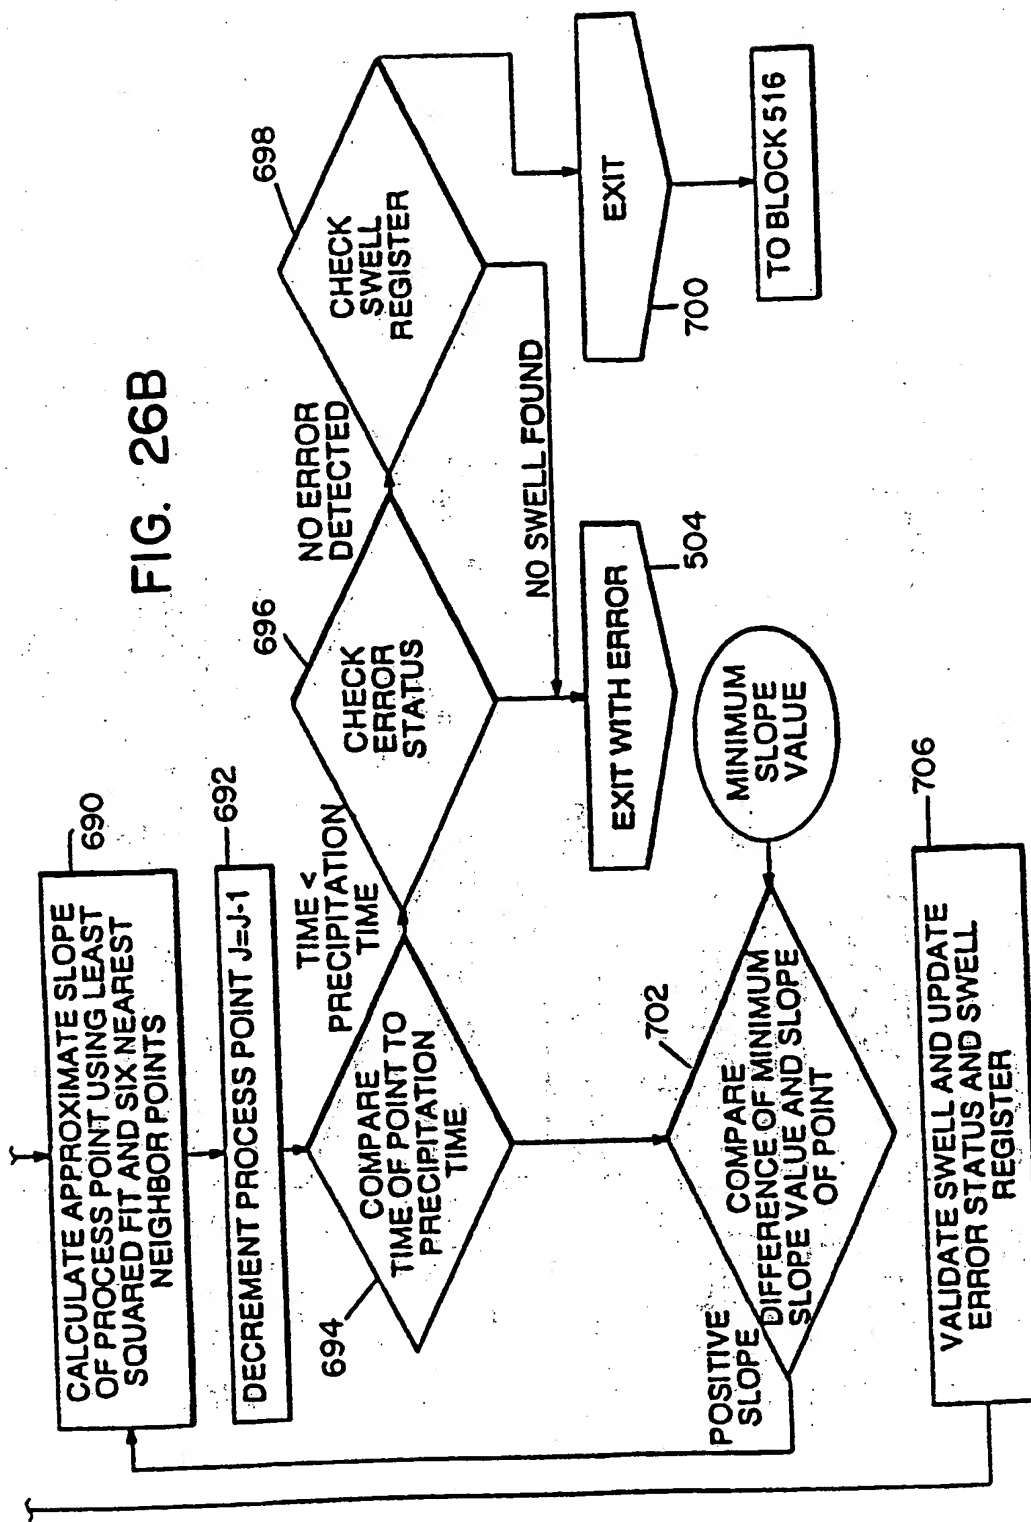 FIG. 26B
690
CALCULATE APPROXIMATE SLOPE
OF PROCESS POINT USING LEAST
SQUARED FIT AND SIX NEAREST
NEIGHBOR POINTS
692
DECREMENT PROCESS POINT J=J-1
694
COMPARE
TIME OF POINT TO
PRECIPITATION
TIME
TIME <
PRECIPITATION
TIME
696
CHECK
ERROR
STATUS
NO ERROR
DETECTED
698
CHECK
SWELL
REGISTER
NO SWELL FOUND
EXIT WITH ERROR
504
EXIT
700
TO BLOCK 516
702
COMPARE
DIFFERENCE OF MINIMUM
SLOPE VALUE AND SLOPE
OF POINT
POSITIVE
SLOPE
MINIMUM
SLOPE
VALUE
706
VALIDATE SWELL AND UPDATE
ERROR STATUS AND SWELL
REGISTER